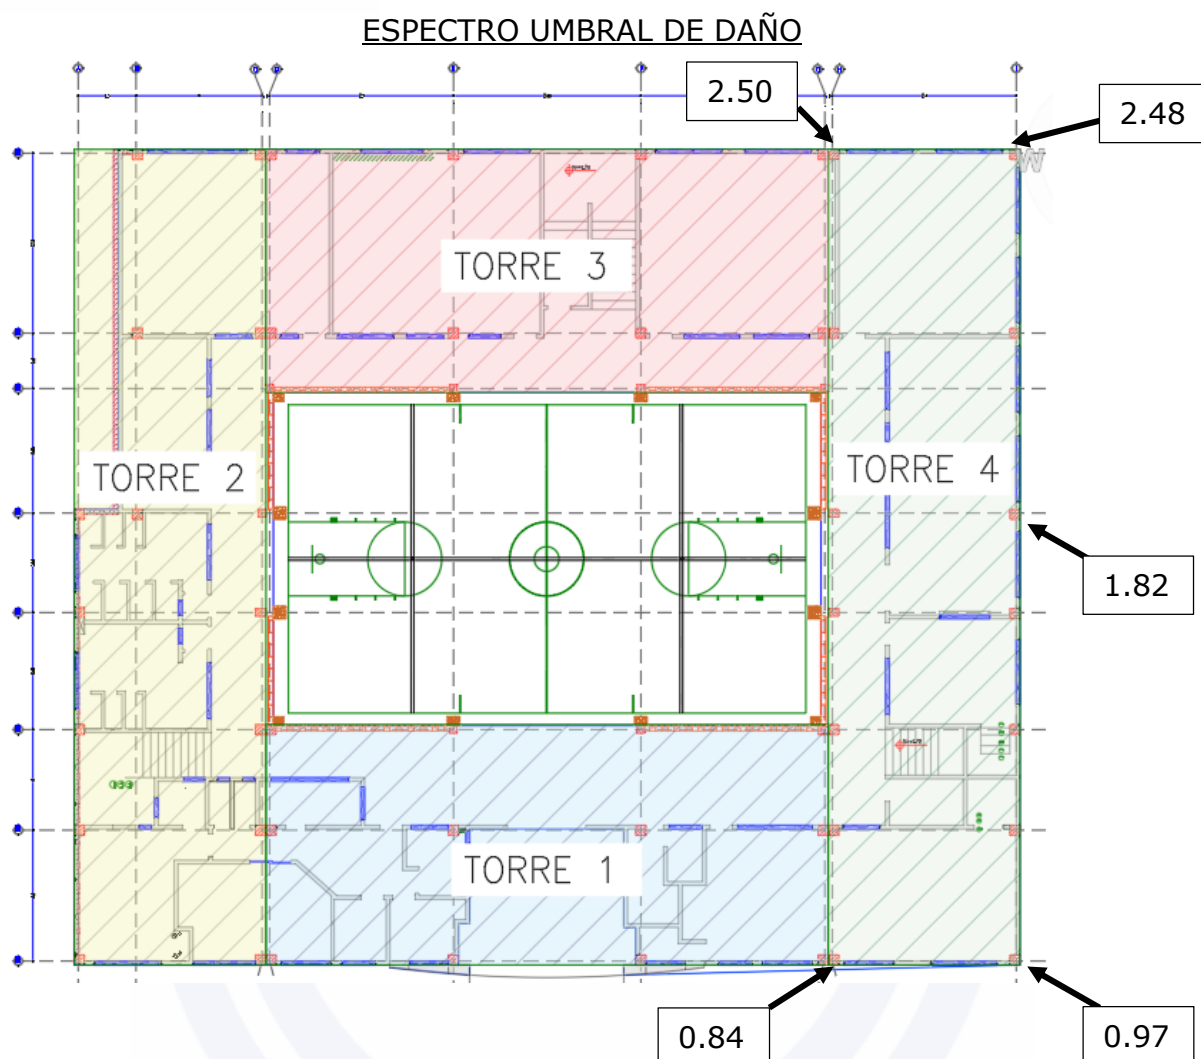 ESPECTRO UMBRAL DE DAÑO
2.50
2.48
W
TORRE 3
TORRE 2
TORRE 4
1.82
TORRE 1
0.84
0.97